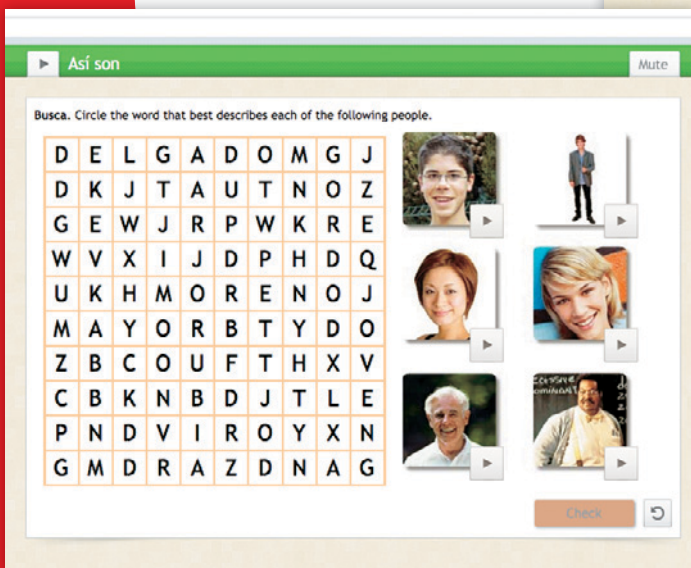 Así son
Mute
Busca. Circle the word that best describes each of the following people.
D E L G A D O M G J
D K J T A U T N O Z
G E W J R P W K R E
W V X I J D P H D Q
U K H M O R E N O J
M A Y O R B T Y D O
Z B C O U F T H X V
C B K N B D J T L E
P N D V I R O Y X N
G M D R A Z D N A G
Check